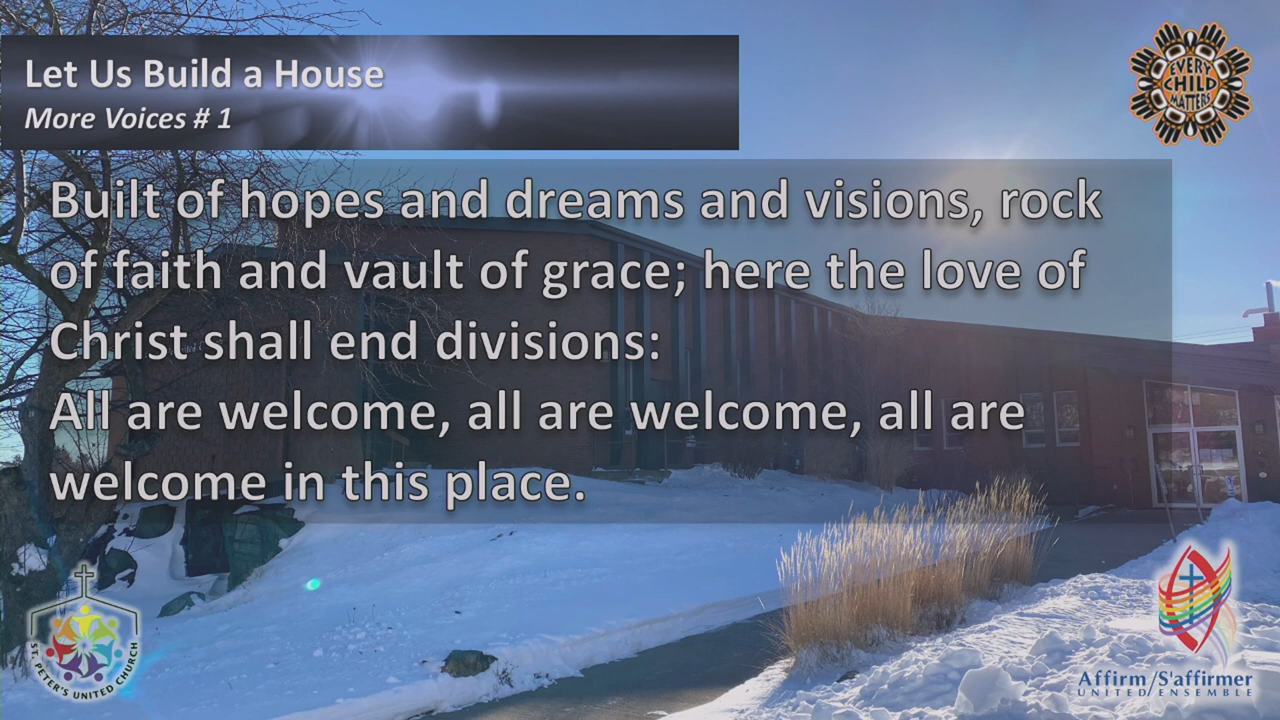 Let Us Build a House
More Voices # 1
EVERY
CHILD
MATTERS
Built of hopes and dreams and visions, rock
of faith and vault of grace; here the love of
Christ shall end divisions:
All are welcome, all are welcome, all are
welcome in this place.
ST. PETER'S UNITED CHURCH
Affirm/S'affirmer
UNITED/ENSEMBLE